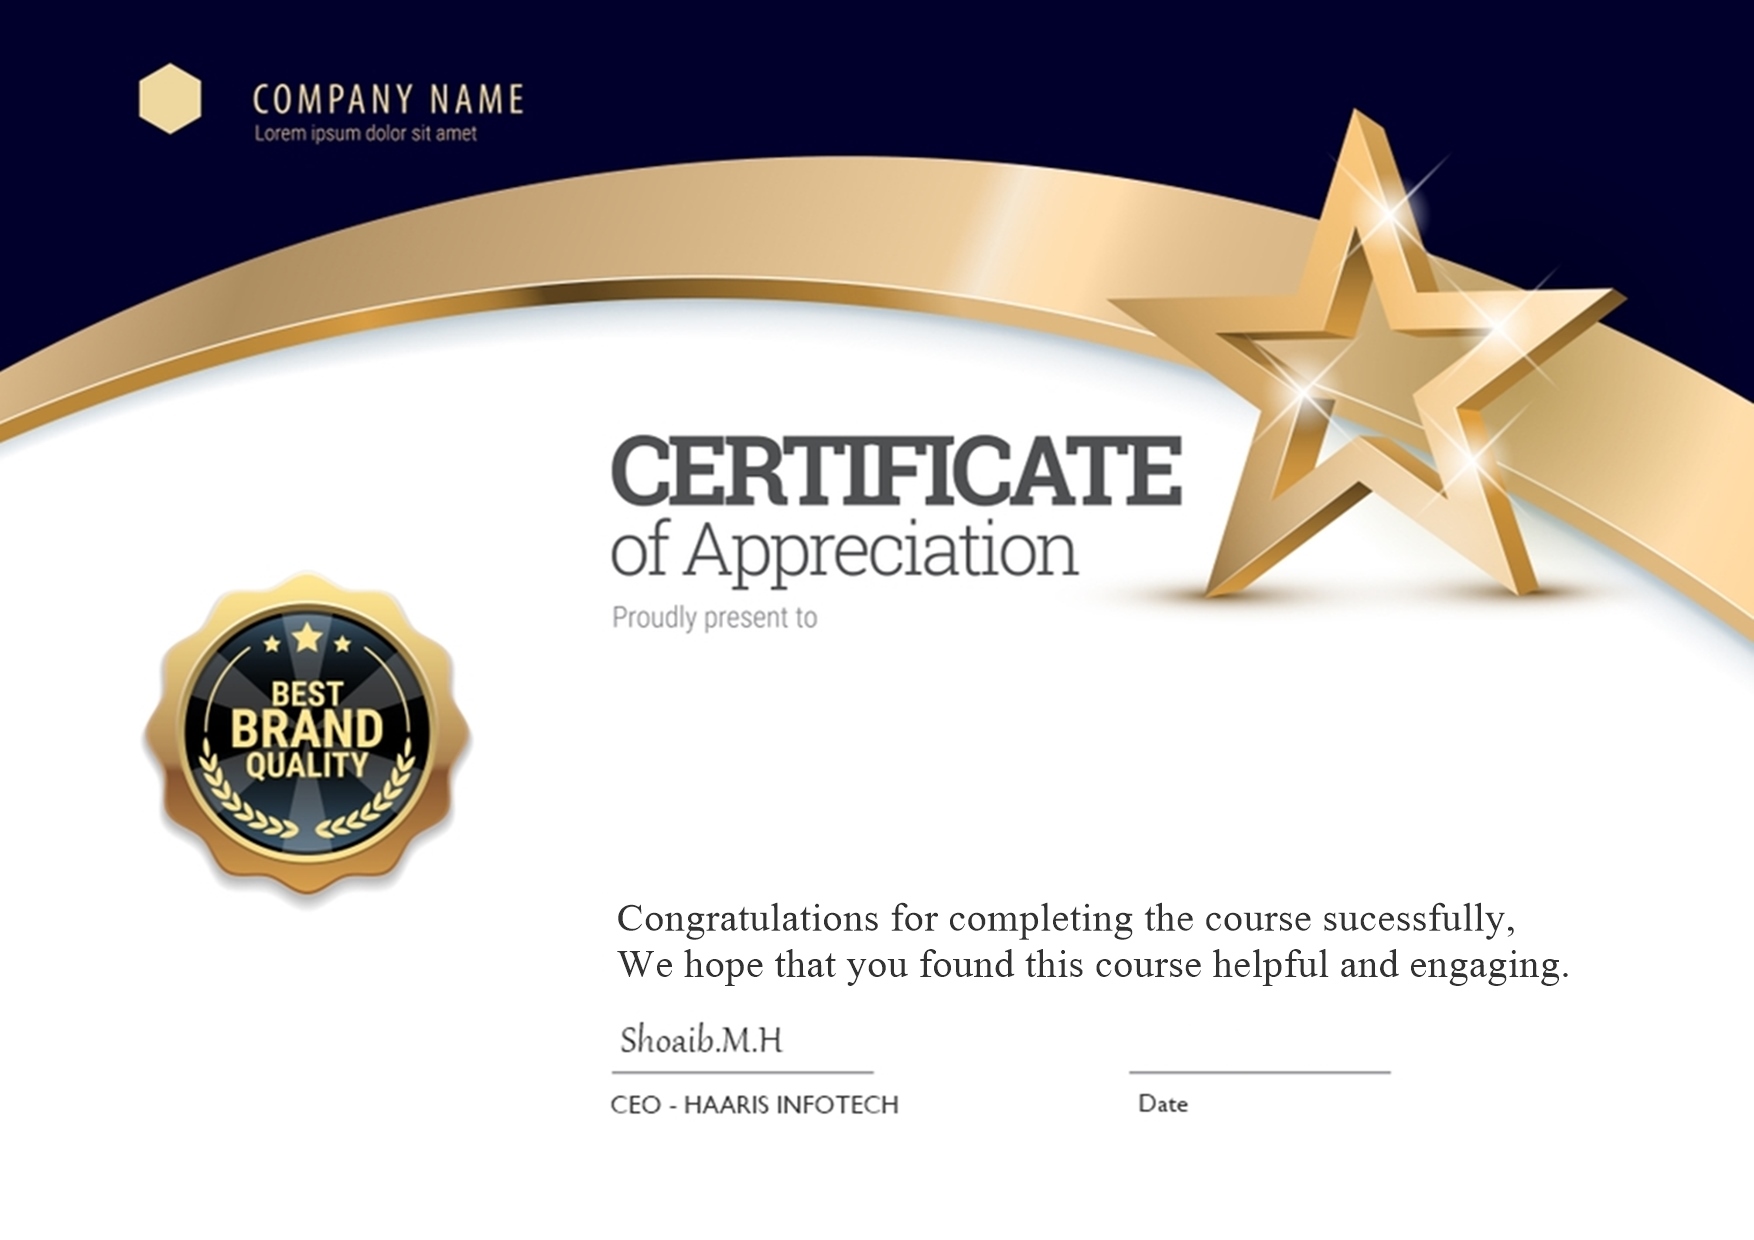 COMPANY NAME
Lorem ipsum dolor sit amet
CERTIFICATE
of Appreciation
Proudly present to
BEST
BRAND
QUALITY
Congratulations for completing the course sucessfully,
We hope that you found this course helpful and engaging.
Shoaib.M.H
CEO - HAARIS INFOTECH
Date